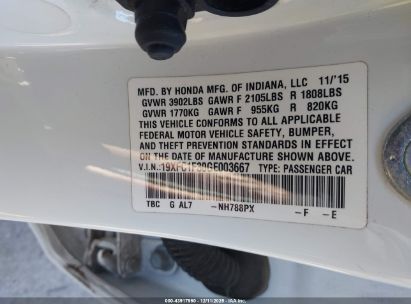 MFD. BY HONDA MFG. OF INDIANA, LLC 11/15
GVWR 3902LBS GAWR F 2105LBS R 1808LBS
GVWR 1770KG GAWR F 955KG R 820KG
THIS VEHICLE CONFORMS TO ALL APPLICABLE
FEDERAL MOTOR VEHICLE SAFETY, BUMPER,
AND THEFT PREVENTION STANDARDS IN EFFECT
ON THE DATE OF MANUFACTURE SHOWN ABOVE.
V.I.N. 19XFC1F39GE003667 TYPE: PASSENGER CAR
TBC G AL7 -NH788PX -F -E